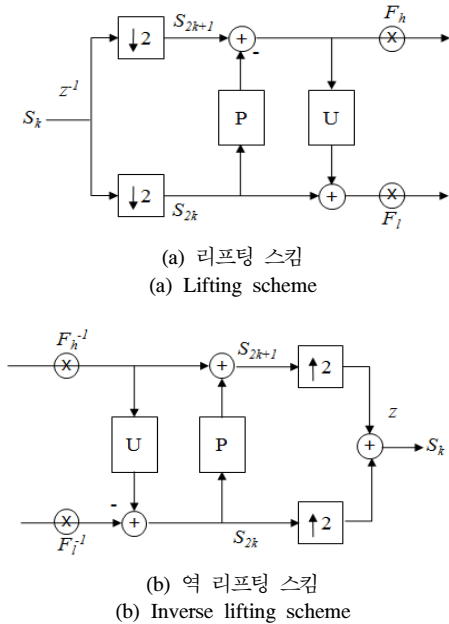 S₂ₖ₊₁
Fₕ
↓2
+
-
x
z⁻¹
Sₖ
P
U
↓2
S₂ₖ
+
x
Fₗ
(a) 리프팅 스킴
(a) Lifting scheme
Fₕ⁻¹
x
+
S₂ₖ₊₁
↑2
z
U
P
+
Sₖ
-
x
+
Fₗ⁻¹
S₂ₖ
↑2
(b) 역 리프팅 스킴
(b) Inverse lifting scheme